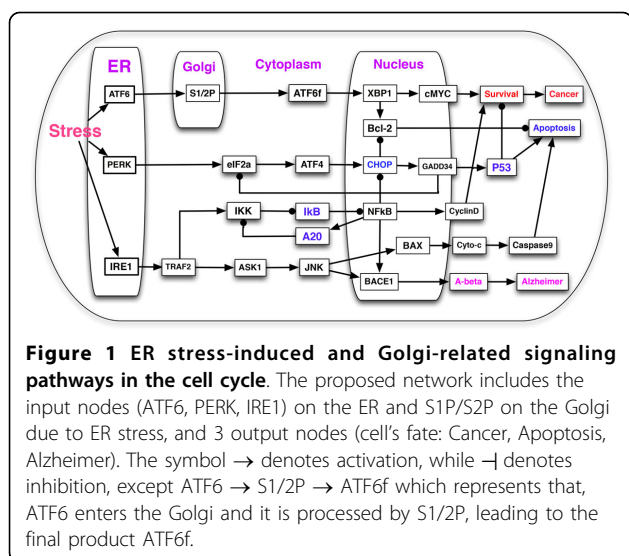 ER
Golgi
Cytoplasm
Nucleus
ATF6
S1/2P
ATF6f
XBP1
cMYC
Survival
Cancer
Stress
Bcl-2
Apoptosis
PERK
eIF2a
ATF4
CHOP
GADD34
P53
IKK
IkB
NFkB
CyclinD
A20
BAX
Cyto-c
Caspase9
IRE1
TRAF2
ASK1
JNK
BACE1
A-beta
Alzheimer
Figure 1 ER stress-induced and Golgi-related signaling
pathways in the cell cycle. The proposed network includes the
input nodes (ATF6, PERK, IRE1) on the ER and S1P/S2P on the Golgi
due to ER stress, and 3 output nodes (cell's fate: Cancer, Apoptosis,
Alzheimer). The symbol → denotes activation, while ⊣ denotes
inhibition, except ATF6 → S1/2P → ATF6f which represents that,
ATF6 enters the Golgi and it is processed by S1/2P, leading to the
final product ATF6f.